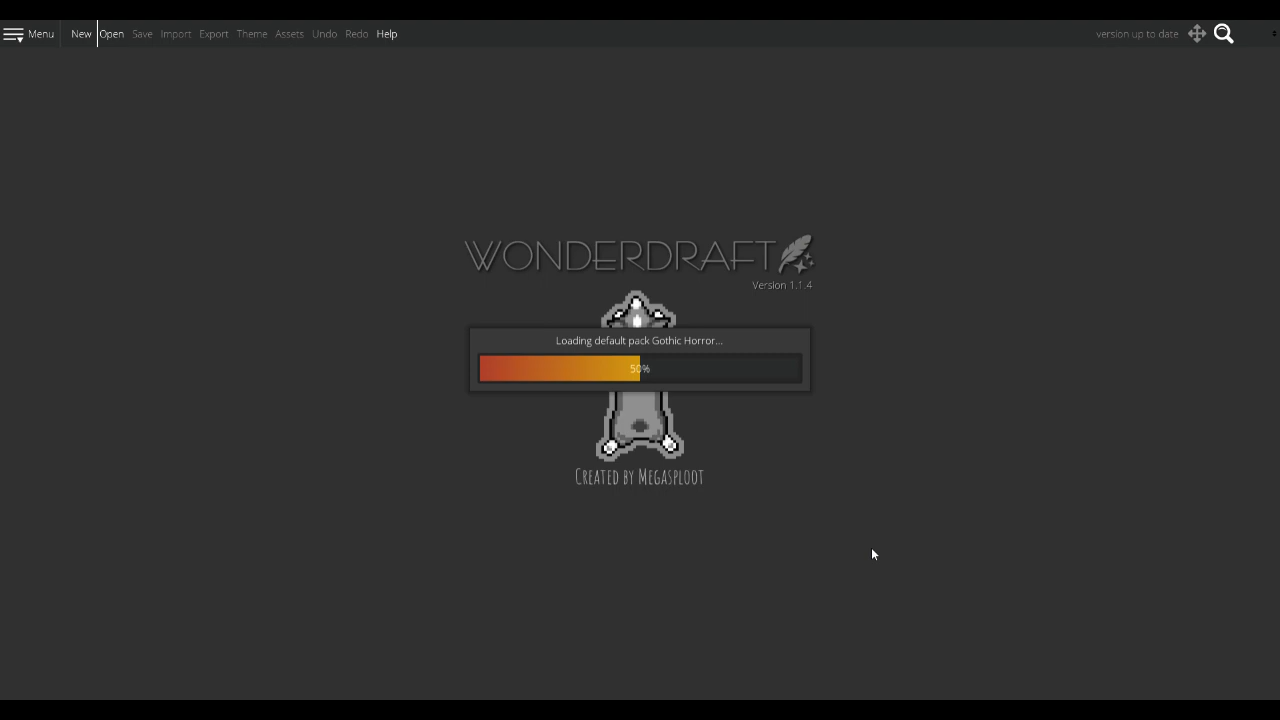 Menu New Open Save Import Export Theme Assets Undo Redo Help version up to date
WONDERDRAFT
Version 1.1.4
Loading default pack Gothic Horror...
50%
CREATED BY MEGASPLOOT